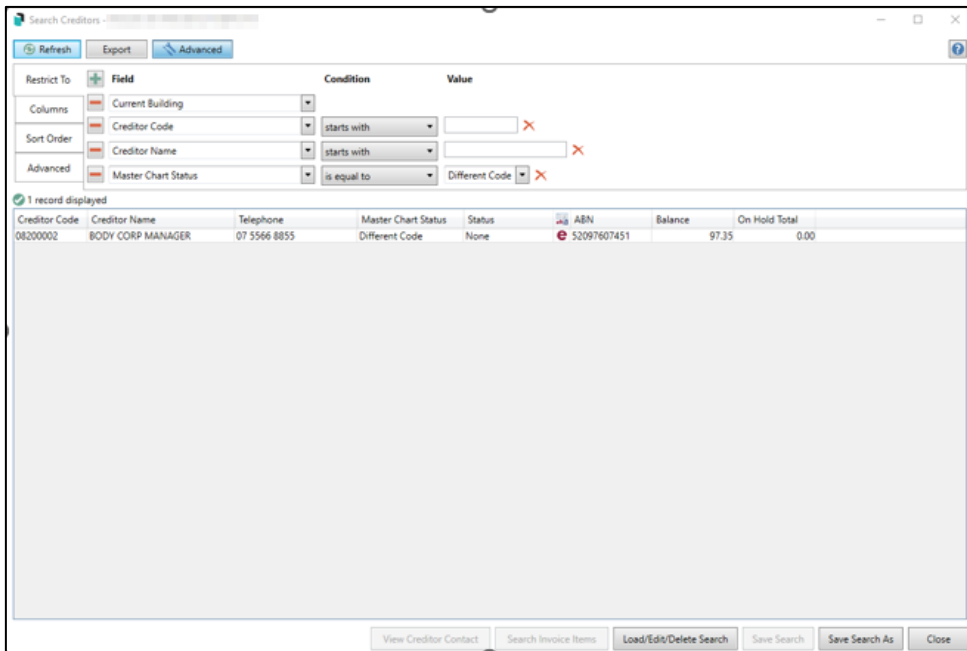 Search Creditors -
Refresh Export Advanced
Restrict To Field Condition Value
Columns Current Building
Creditor Code starts with
Sort Order
Creditor Name starts with
Advanced Master Chart Status is equal to Different Code
1 record displayed
Creditor Code Creditor Name Telephone Master Chart Status Status ABN Balance On Hold Total
08200002 BODY CORP MANAGER 07 5566 8855 Different Code None e 52097607451 97.35 0.00
View Creditor Contact Search Invoice Items Load/Edit/Delete Search Save Search Save Search As Close